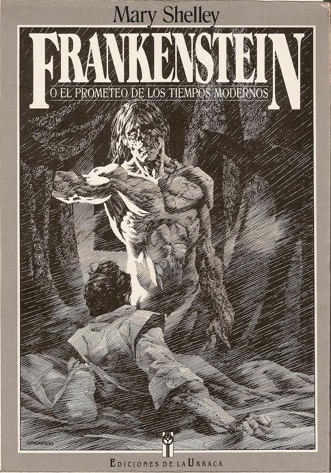 Mary Shelley
FRANKENSTEIN
O EL PROMETEO DE LOS TIEMPOS MODERNOS
EDICIONES DE LA URRACA